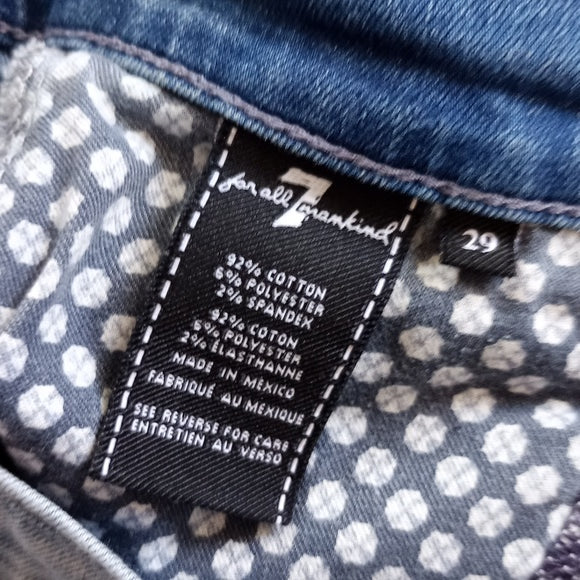 7
for all mankind
29
92% COTTON
6% POLYESTER
2% SPANDEX
92% COTON
6% POLYESTER
2% ÉLASTHANNE
MADE IN MÉXICO
FABRIQUÉ AU MEXIQUE
SEE REVERSE FOR CARE
ENTRETIEN AU VERSO